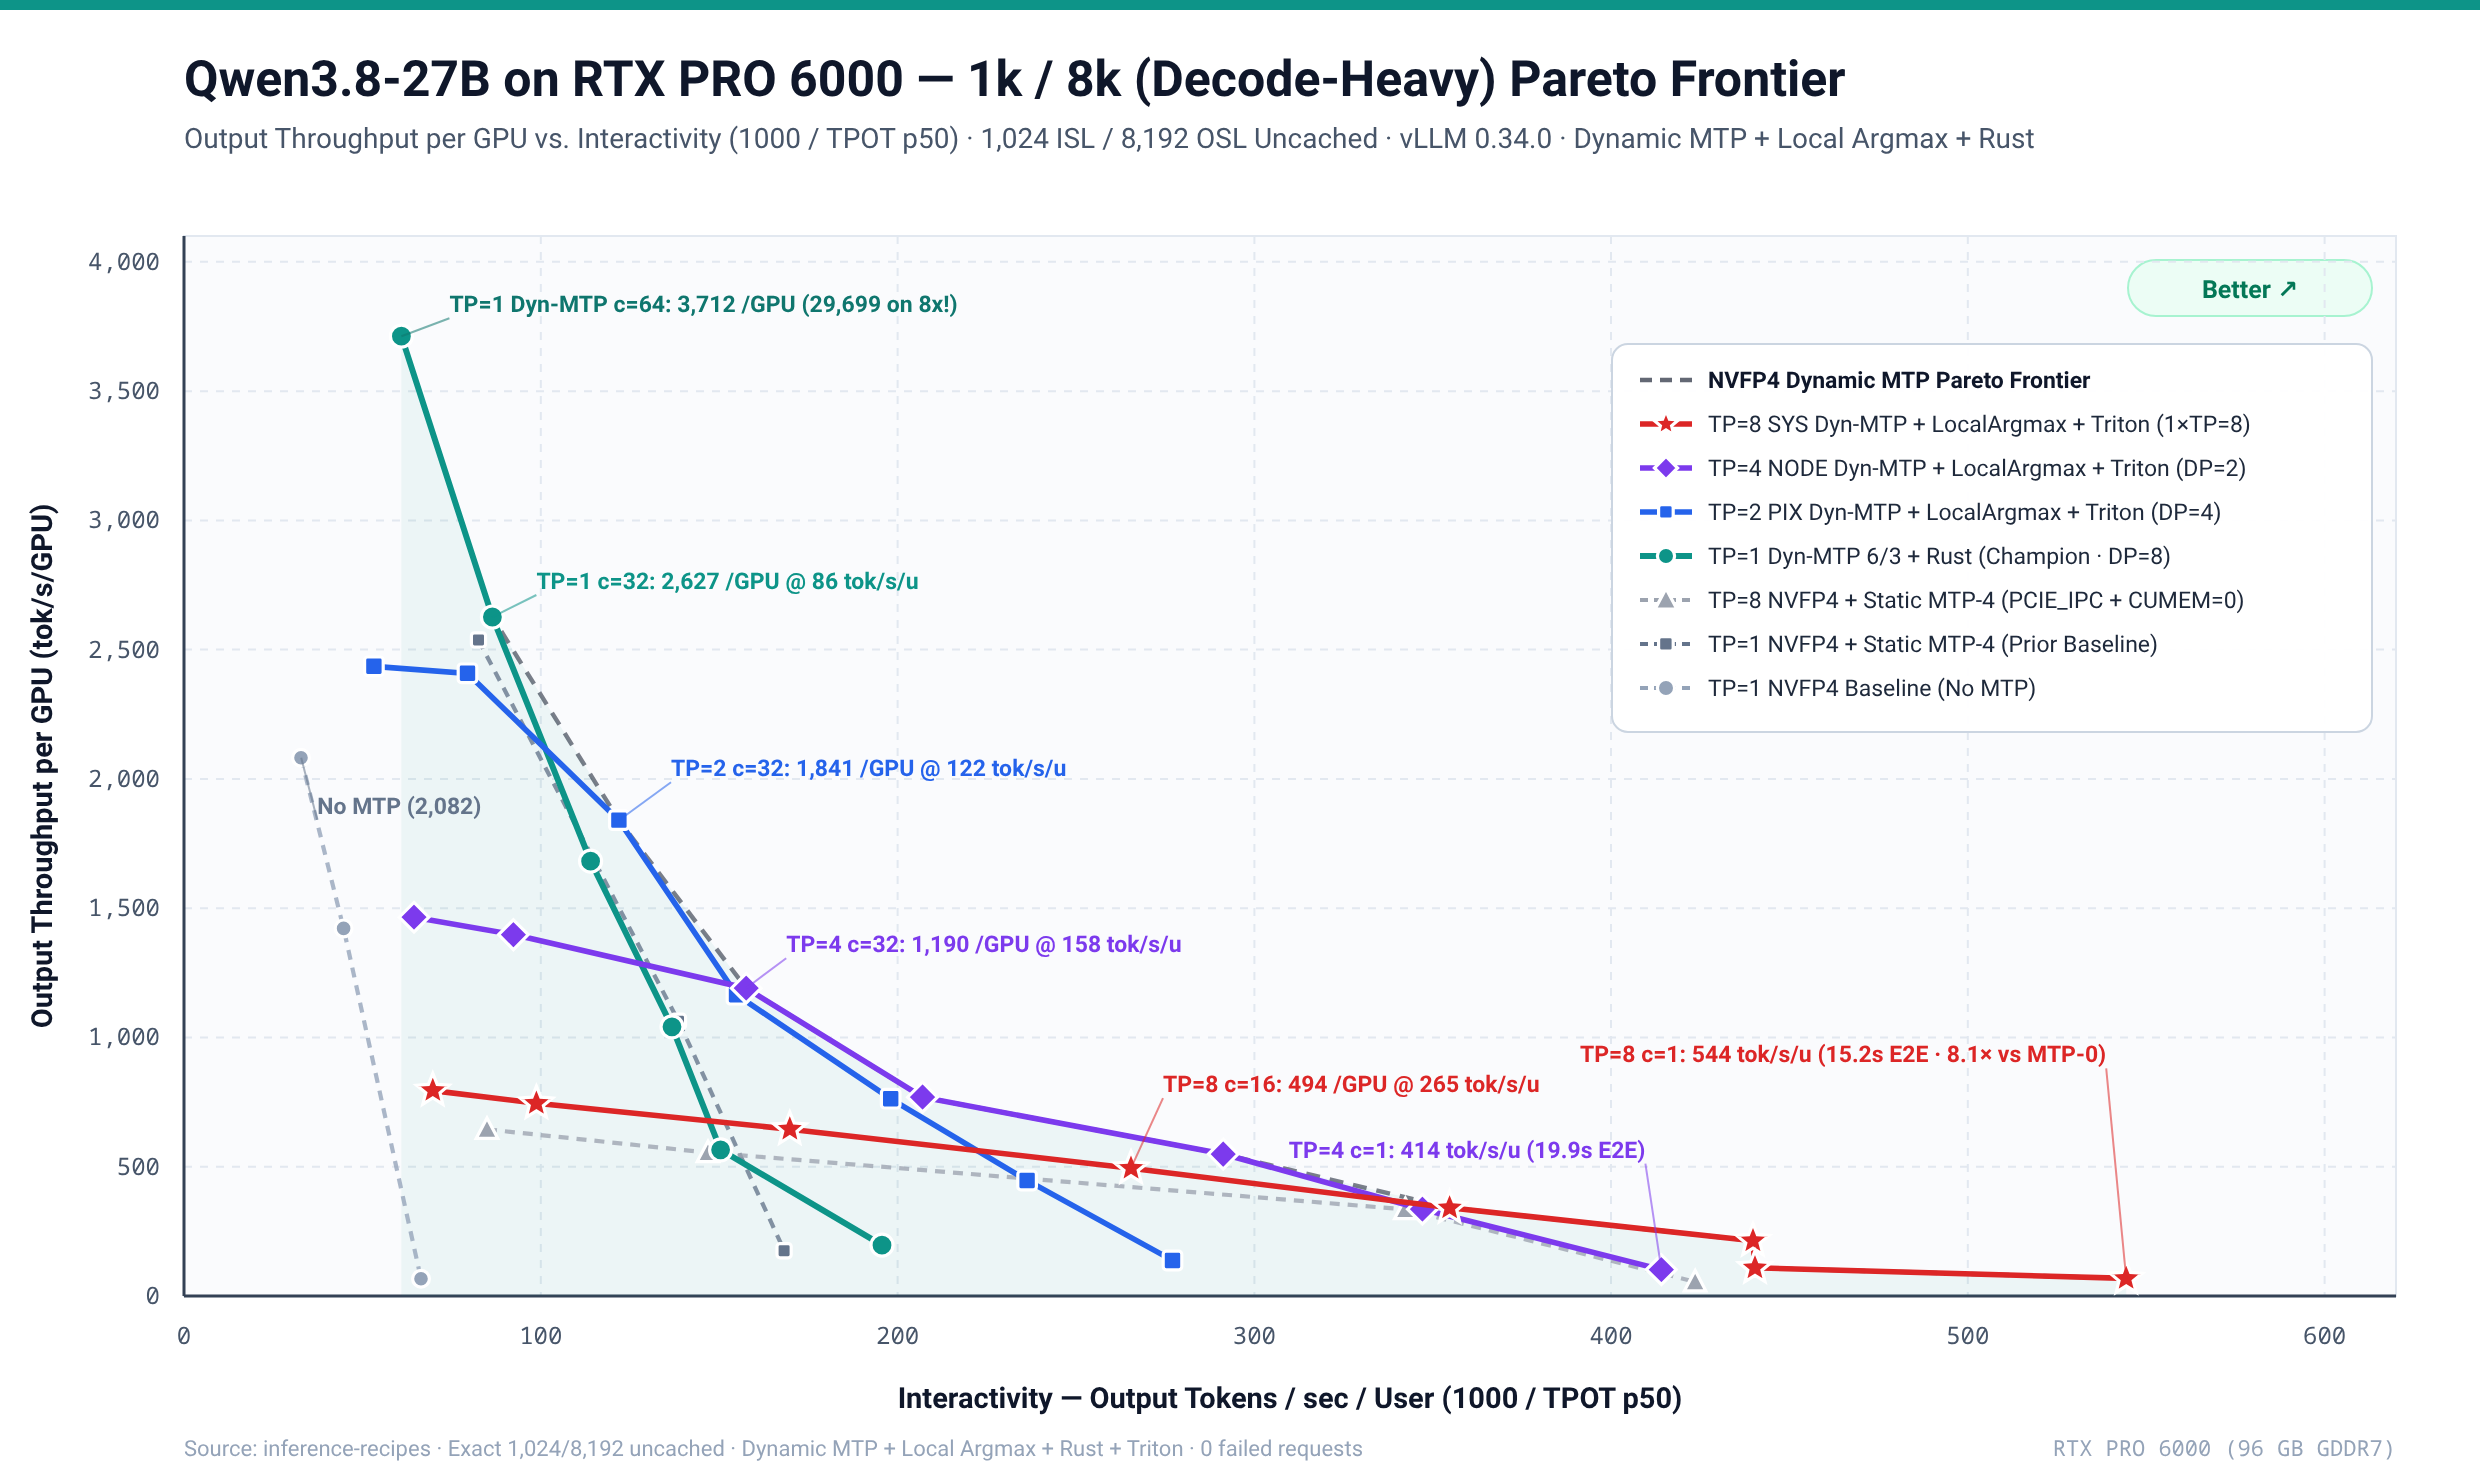 Qwen3.8-27B on RTX PRO 6000 — 1k / 8k (Decode-Heavy) Pareto Frontier
Output Throughput per GPU vs. Interactivity (1000 / TPOT p50) · 1,024 ISL / 8,192 OSL Uncached · vLLM 0.34.0 · Dynamic MTP + Local Argmax + Rust
Output Throughput per GPU (tok/s/GPU)
4,000
3,500
3,000
2,500
2,000
1,500
1,000
500
0
TP=1 Dyn-MTP c=64: 3,712 /GPU (29,699 on 8x!)
TP=1 c=32: 2,627 /GPU @ 86 tok/s/u
TP=2 c=32: 1,841 /GPU @ 122 tok/s/u
No MTP (2,082)
TP=4 c=32: 1,190 /GPU @ 158 tok/s/u
TP=8 c=1: 544 tok/s/u (15.2s E2E · 8.1× vs MTP-0)
TP=8 c=16: 494 /GPU @ 265 tok/s/u
TP=4 c=1: 414 tok/s/u (19.9s E2E)
Better ↗
NVFP4 Dynamic MTP Pareto Frontier
TP=8 SYS Dyn-MTP + LocalArgmax + Triton (1×TP=8)
TP=4 NODE Dyn-MTP + LocalArgmax + Triton (DP=2)
TP=2 PIX Dyn-MTP + LocalArgmax + Triton (DP=4)
TP=1 Dyn-MTP 6/3 + Rust (Champion · DP=8)
TP=8 NVFP4 + Static MTP-4 (PCIE_IPC + CUMEM=0)
TP=1 NVFP4 + Static MTP-4 (Prior Baseline)
TP=1 NVFP4 Baseline (No MTP)
0
100
200
300
400
500
600
Interactivity — Output Tokens / sec / User (1000 / TPOT p50)
Source: inference-recipes · Exact 1,024/8,192 uncached · Dynamic MTP + Local Argmax + Rust + Triton · 0 failed requests
RTX PRO 6000 (96 GB GDDR7)